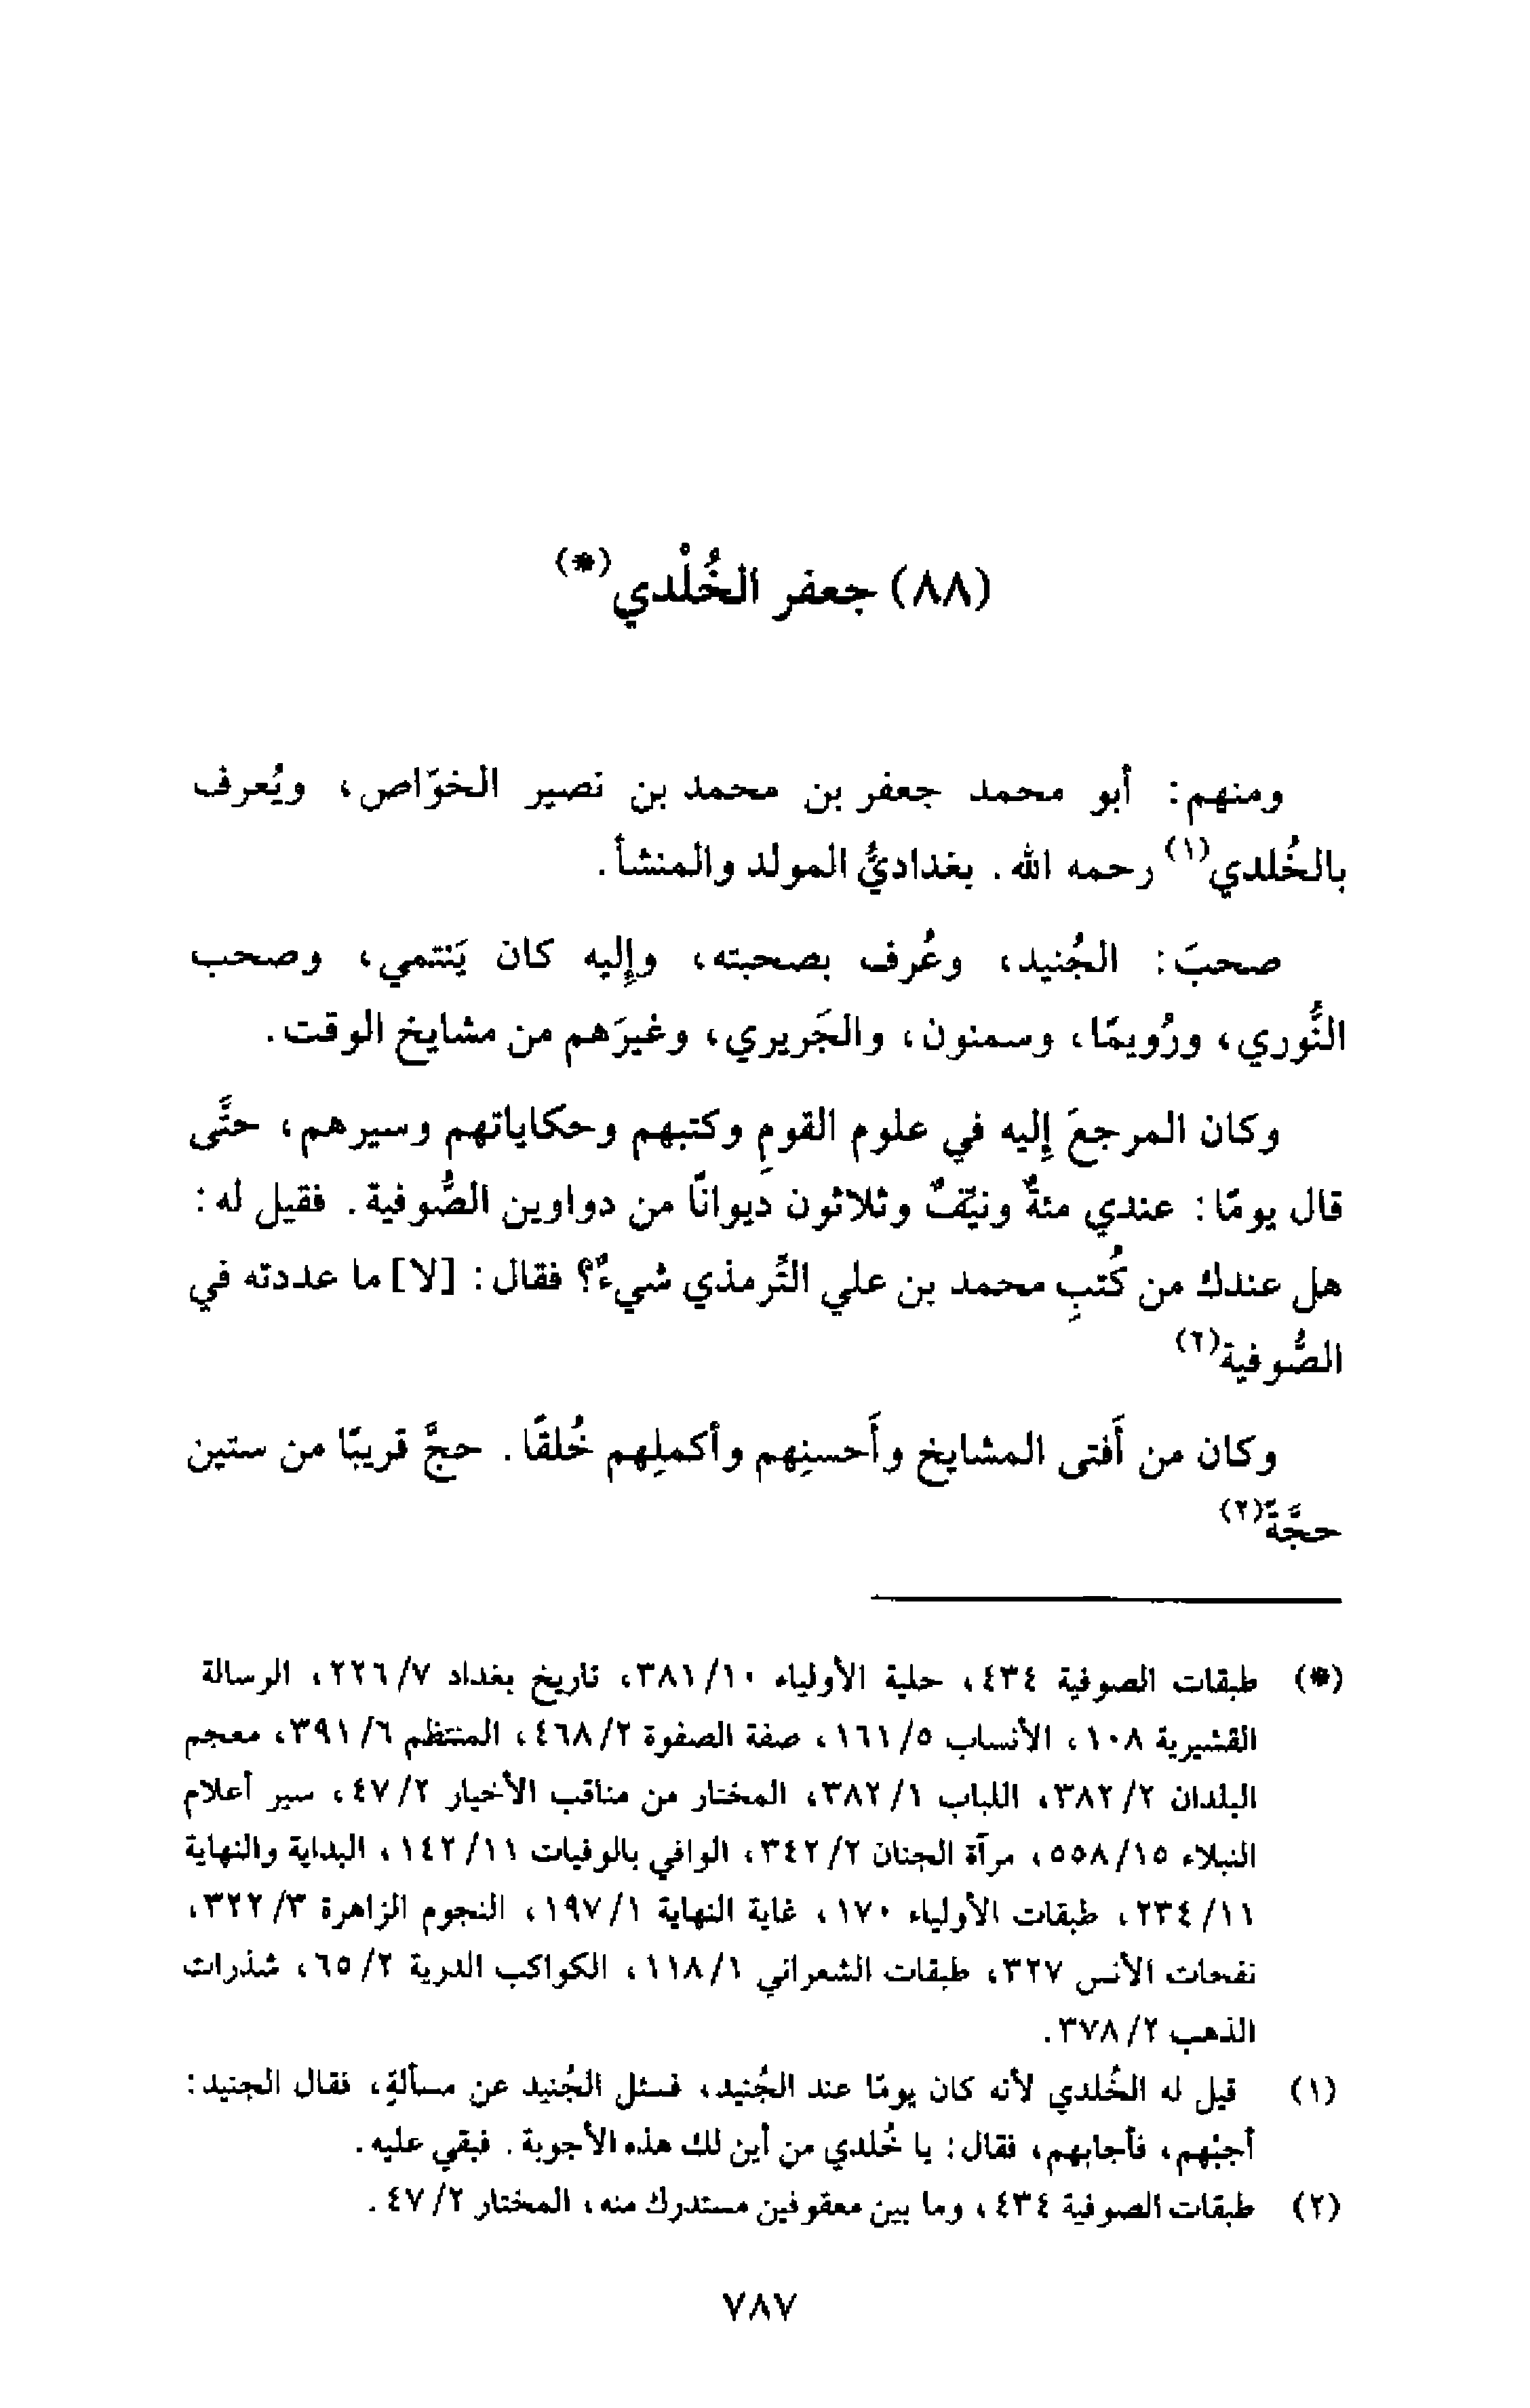 (٨٨) جعفر الخُلْدي(*)
ومنهم: أبو محمد جعفر بن محمد بن نصير الخوّاص، ويُعرف
بالخُلدي(١) رحمه الله. بغداديُّ المولد والمنشأ.
صحبَ: الجُنيد، وعُرف بصحبته، وإليه كان يَنتمي، وصحب
النُّوري، ورُويمًا، وسمنون، والجَريري، وغيرَهم من مشايخ الوقت.
وكان المرجعَ إليه في علوم القومِ وكتبهم وحكاياتهم وسيرهم، حتَّى
قال يومًا: عندي مئةٌ ونيّفٌ وثلاثون ديوانًا من دواوين الصُّوفية. فقيل له:
هل عندك من كُتبِ محمد بن علي التِّرمذي شيءٌ؟ فقال: [لا] ما عددته في
الصُّوفية(٢)
وكان من أَفتى المشايخ وأَحسنِهم وأكملِهم خُلقًا. حجَّ قريبًا من ستين
حجَّةً(٢)
(*) طبقات الصوفية ٤٣٤، حلية الأولياء ١٠/ ٣٨١، تاريخ بغداد ٧/ ٢٢٦، الرسالة
القشيرية ١٠٨، الأنساب ٥/ ١٦١، صفة الصفوة ٢/ ٤٦٨، المنتظم ٦/ ٣٩١، معجم
البلدان ٢/ ٣٨٢، اللباب ١/ ٣٨٢، المختار من مناقب الأخيار ٢/ ٤٧، سير أعلام
النبلاء ١٥/ ٥٥٨، مرآة الجنان ٢/ ٣٤٢، الوافي بالوفيات ١١/ ١٤٢، البداية والنهاية
١١/ ٢٣٤، طبقات الأولياء ١٧٠، غاية النهاية ١/ ١٩٧، النجوم الزاهرة ٣/ ٣٢٢،
نفحات الأنس ٣٢٧، طبقات الشعراني ١/ ١١٨، الكواكب الدرية ٢/ ٦٥، شذرات
الذهب ٢/ ٣٧٨.
(١) قيل له الخُلدي لأنه كان يومًا عند الجُنيد، فسئل الجُنيد عن مسألةٍ، فقال الجنيد:
أجبْهم، فأجابهم، فقال: يا خُلدي من أين لك هذه الأجوبة. فبقي عليه.
(٢) طبقات الصوفية ٤٣٤، وما بين معقوفين مستدرك منه، المختار ٢/ ٤٧.
٧٨٧